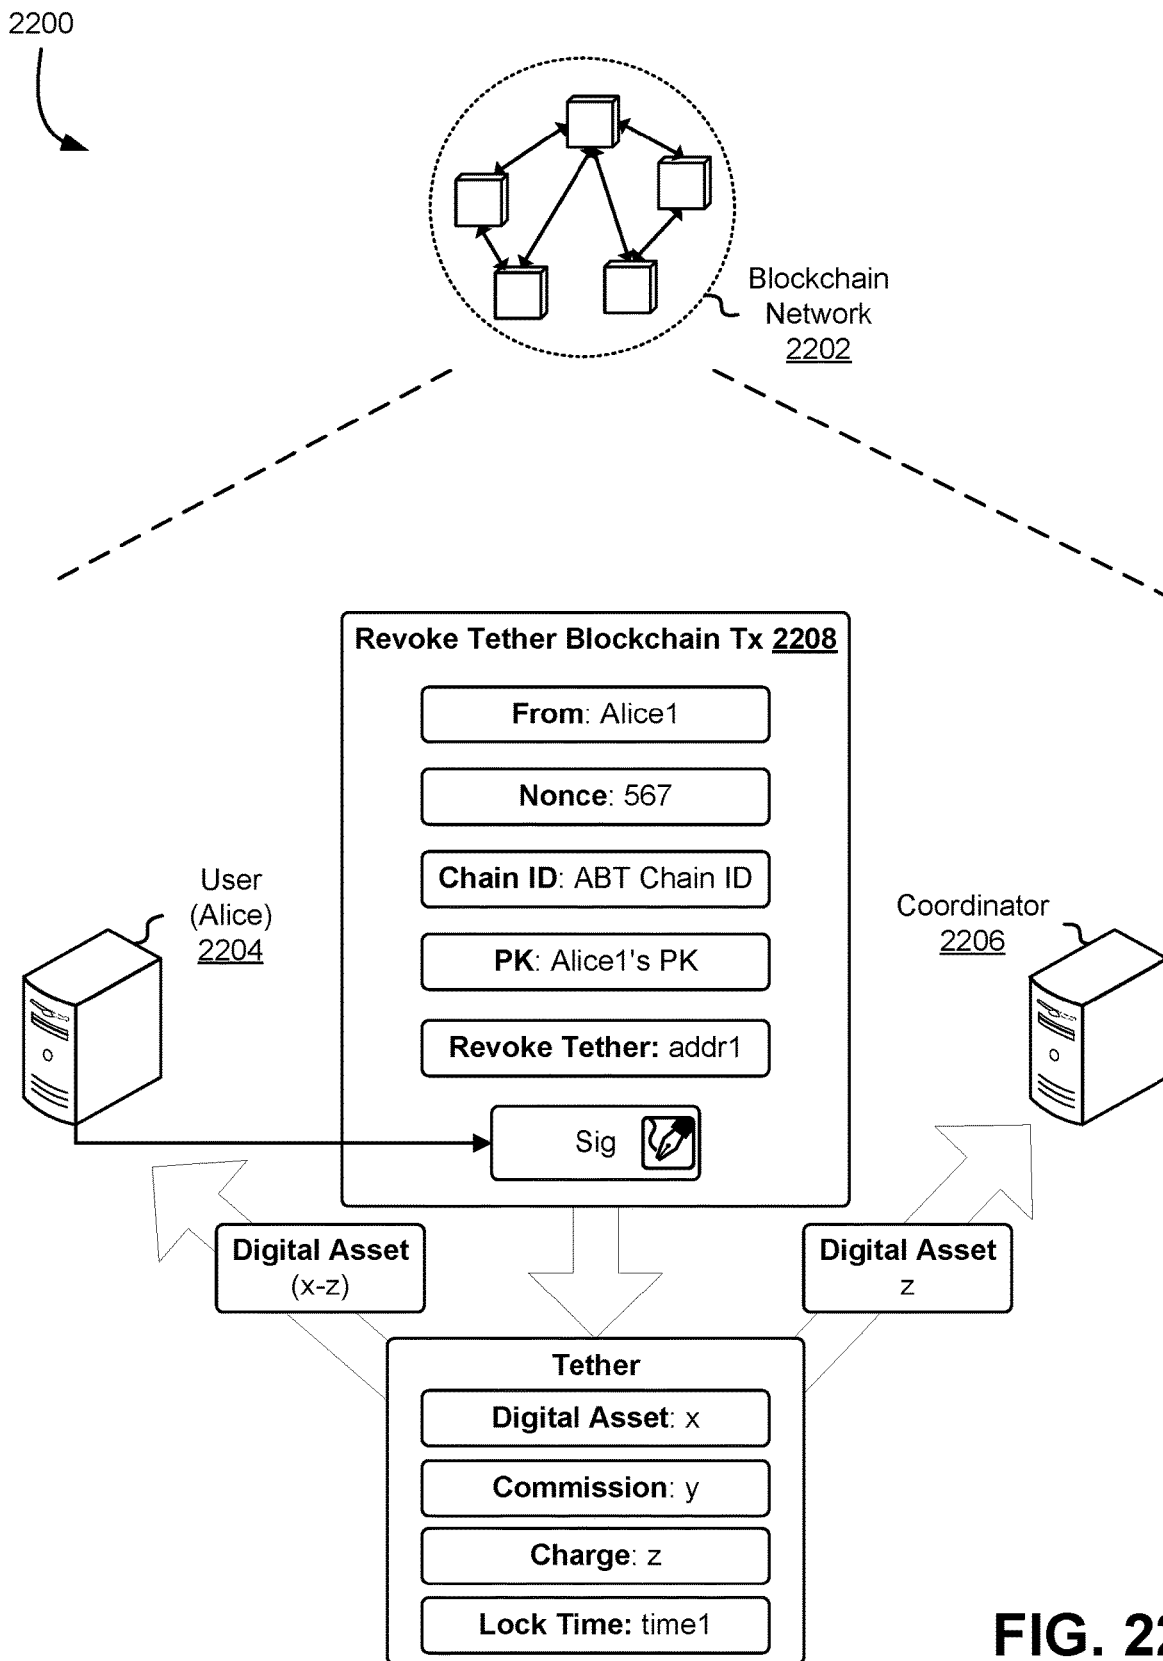 2200
Blockchain
Network
2202
Revoke Tether Blockchain Tx 2208
From: Alice1
Nonce: 567
Chain ID: ABT Chain ID
PK: Alice1's PK
Revoke Tether: addr1
Sig
User
(Alice)
2204
Coordinator
2206
Digital Asset
(x-z)
Digital Asset
z
Tether
Digital Asset: x
Commission: y
Charge: z
Lock Time: time1
FIG. 22